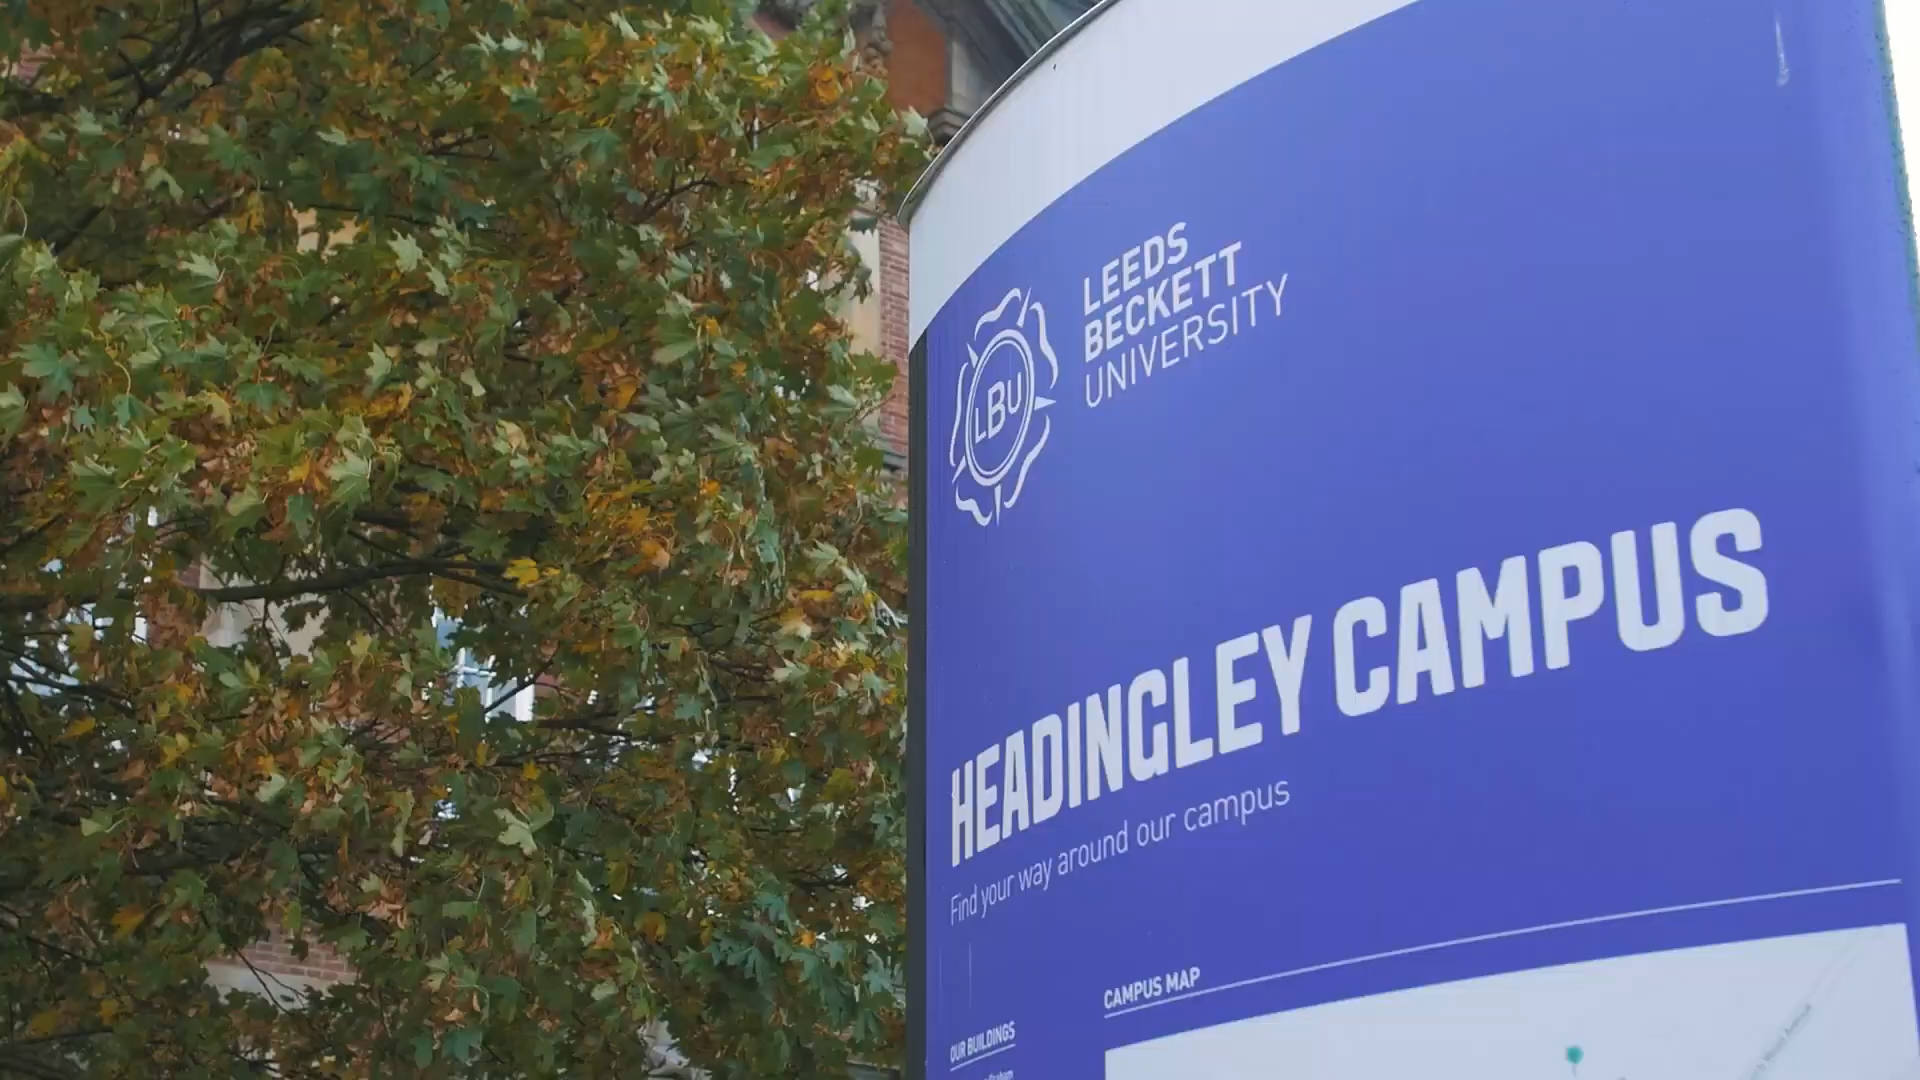 LBU
LEEDS
BECKETT
UNIVERSITY
HEADINGLEY CAMPUS
Find your way around our campus
CAMPUS MAP
OUR BUILDINGS